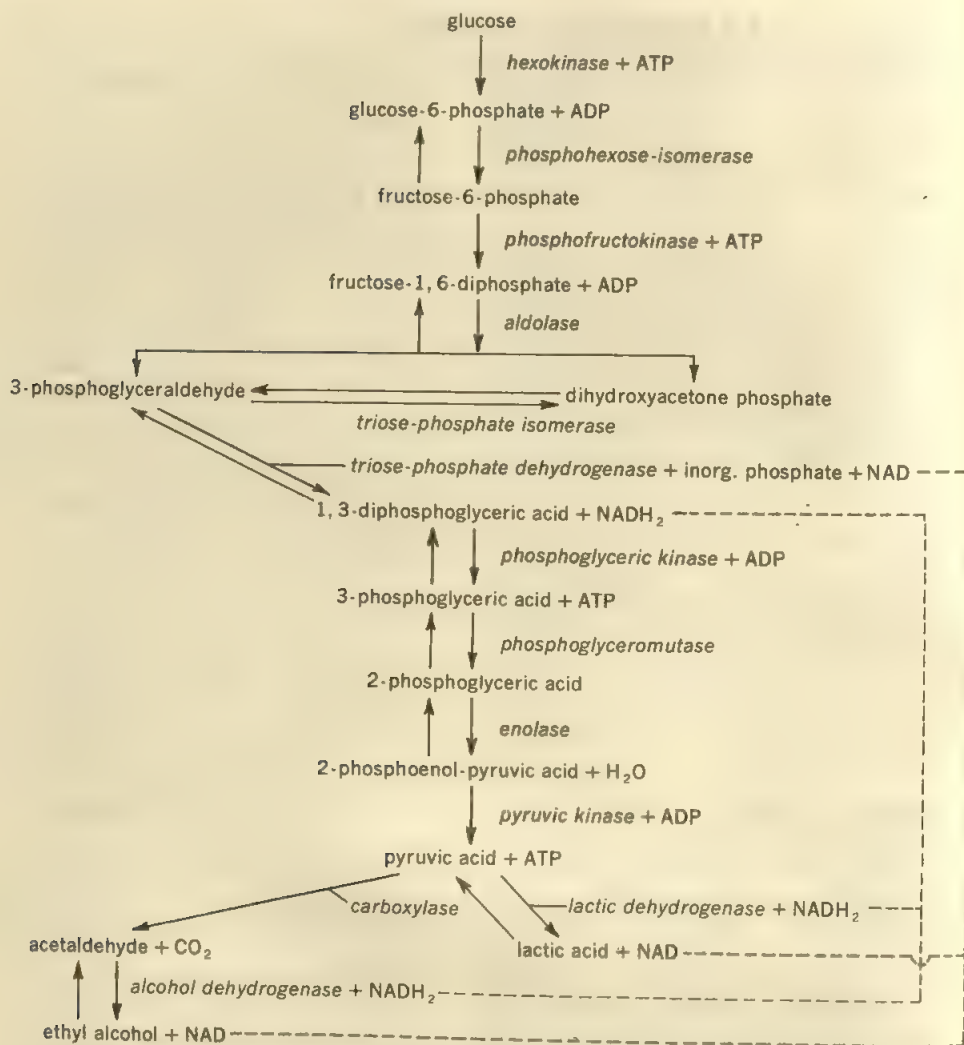 glucose
hexokinase + ATP
glucose-6-phosphate + ADP
phosphohexose-isomerase
fructose-6-phosphate
phosphofructokinase + ATP
fructose-1, 6-diphosphate + ADP
aldolase
3-phosphoglyceraldehyde
dihydroxyacetone phosphate
triose-phosphate isomerase
triose-phosphate dehydrogenase + inorg. phosphate + NAD
1, 3-diphosphoglyceric acid + NADH₂
phosphoglyceric kinase + ADP
3-phosphoglyceric acid + ATP
phosphoglyceromutase
2-phosphoglyceric acid
enolase
2-phosphoenol-pyruvic acid + H₂O
pyruvic kinase + ADP
pyruvic acid + ATP
carboxylase
lactic dehydrogenase + NADH₂
acetaldehyde + CO₂
lactic acid + NAD
alcohol dehydrogenase + NADH₂
ethyl alcohol + NAD